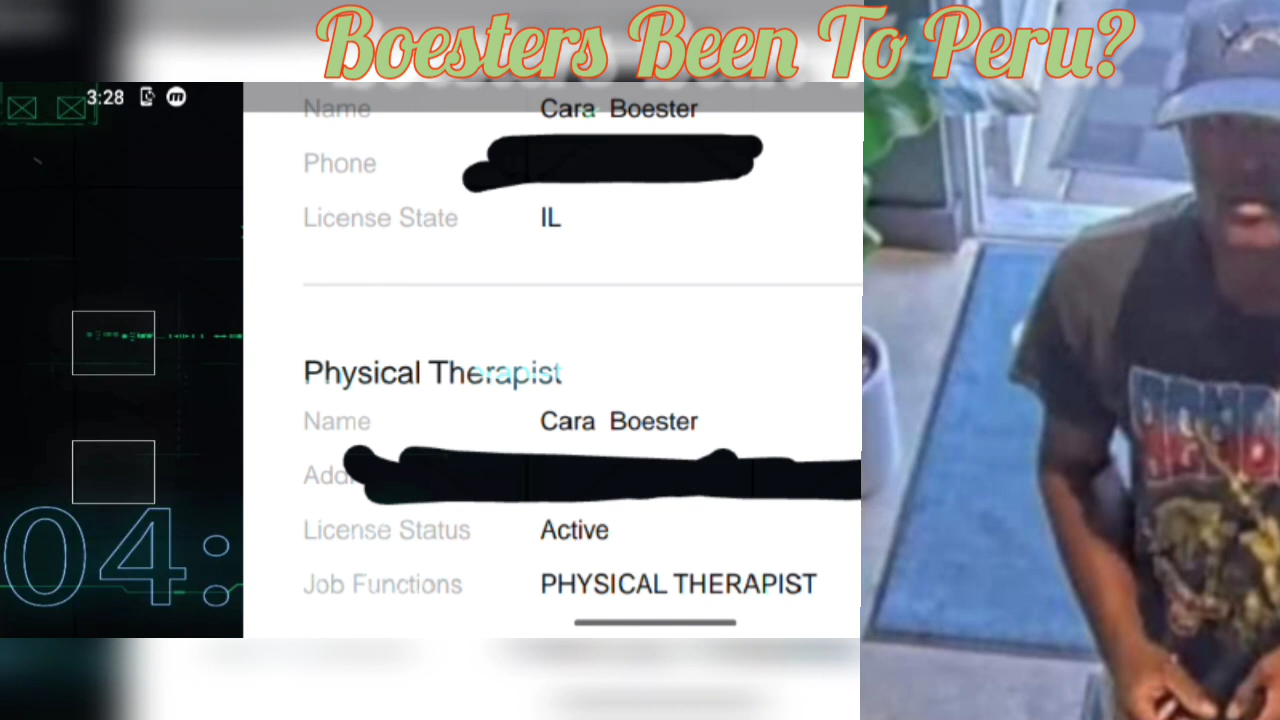 Boesters Been To Peru?
3:28
Name Cara Boester
Phone
License State IL
Physical Therapist
Name Cara Boester
License Status Active
Job Functions PHYSICAL THERAPIST
04: